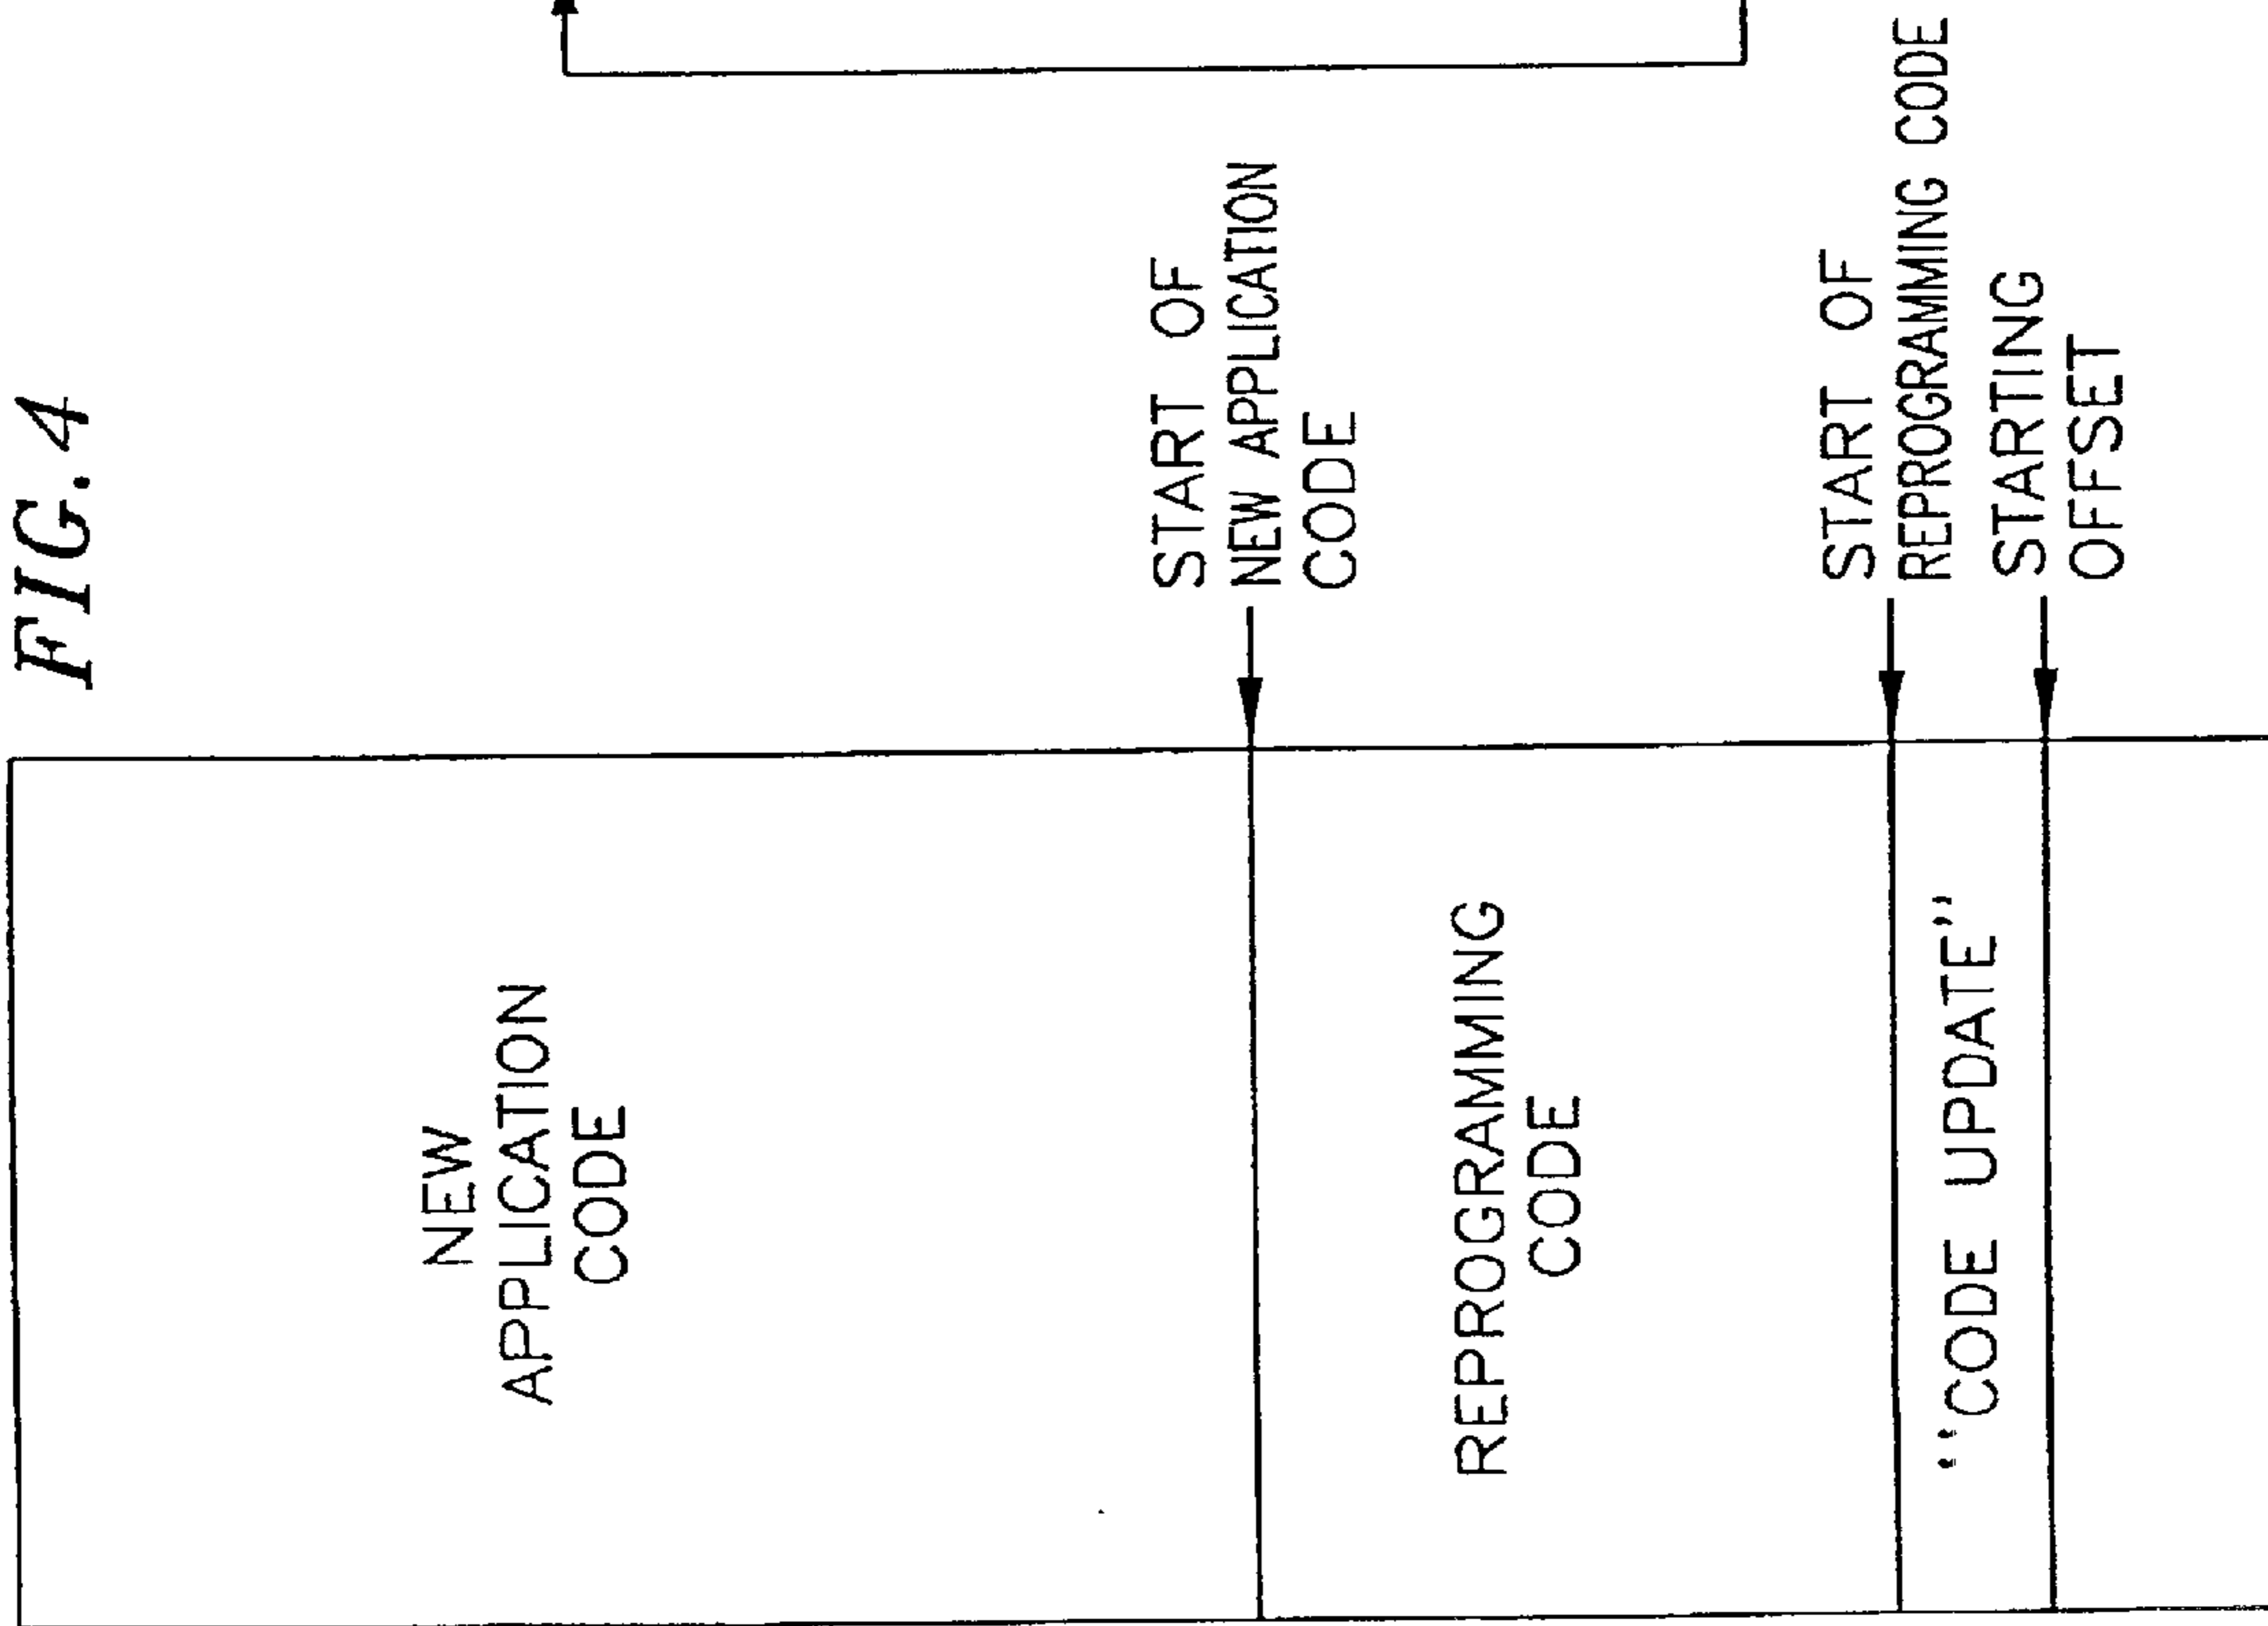 FIG. 4
NEW
APPLICATION
CODE
START OF
NEW APPLICATION
CODE
REPROGRAMMING
CODE
START OF
REPROGRAMMING CODE
"CODE UPDATE"
STARTING
OFFSET